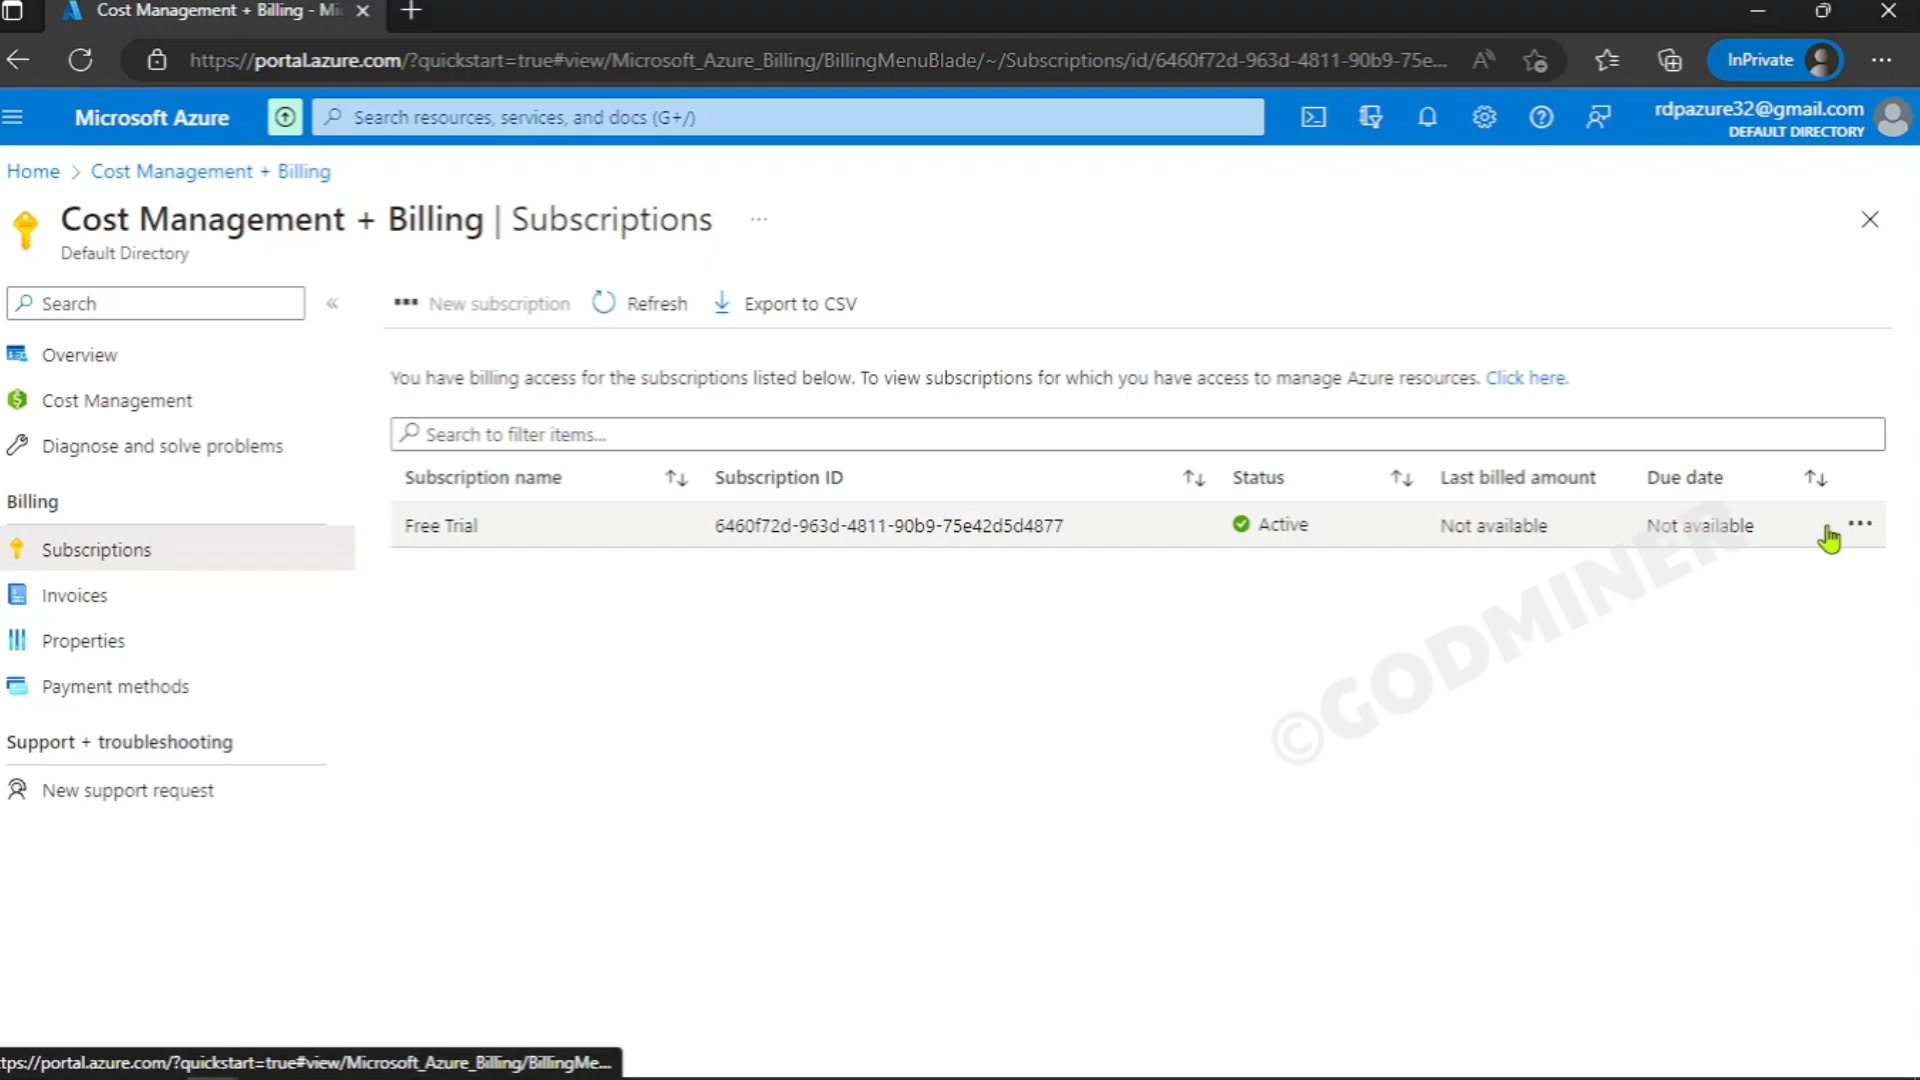 Cost Management + Billing - Mi
https://portal.azure.com/?quickstart=true#view/Microsoft_Azure_Billing/BillingMenuBlade/~/Subscriptions/id/6460f72d-963d-4811-90b9-75e...
InPrivate
Microsoft Azure
Search resources, services, and docs (G+/)
rdpazure32@gmail.com
DEFAULT DIRECTORY
Home > Cost Management + Billing
Cost Management + Billing | Subscriptions ...
Default Directory
Search
New subscription Refresh Export to CSV
Overview
Cost Management
Diagnose and solve problems
Billing
Subscriptions
Invoices
Properties
Payment methods
Support + troubleshooting
New support request
You have billing access for the subscriptions listed below. To view subscriptions for which you have access to manage Azure resources. Click here.
Search to filter items...
Subscription name Subscription ID Status Last billed amount Due date
Free Trial 6460f72d-963d-4811-90b9-75e42d5d4877 Active Not available Not available
©GODMINER
tps://portal.azure.com/?quickstart=true#view/Microsoft_Azure_Billing/BillingMe...